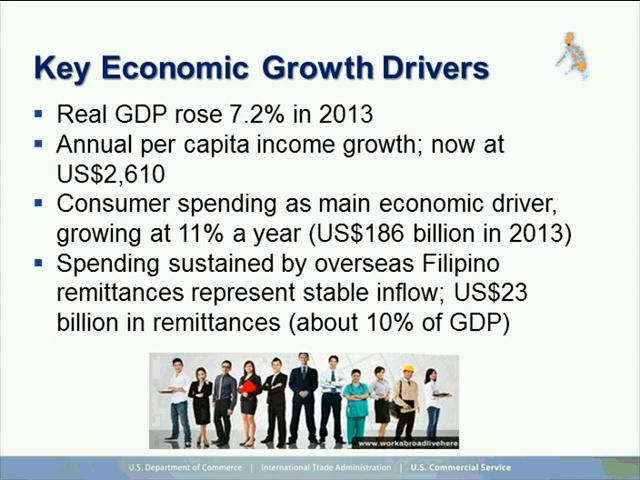 Key Economic Growth Drivers
▪ Real GDP rose 7.2% in 2013
▪ Annual per capita income growth; now at
US$2,610
▪ Consumer spending as main economic driver,
growing at 11% a year (US$186 billion in 2013)
▪ Spending sustained by overseas Filipino
remittances represent stable inflow; US$23
billion in remittances (about 10% of GDP)
www.workabroadlivehere.
U.S. Department of Commerce | International Trade Administration | U.S. Commercial Service